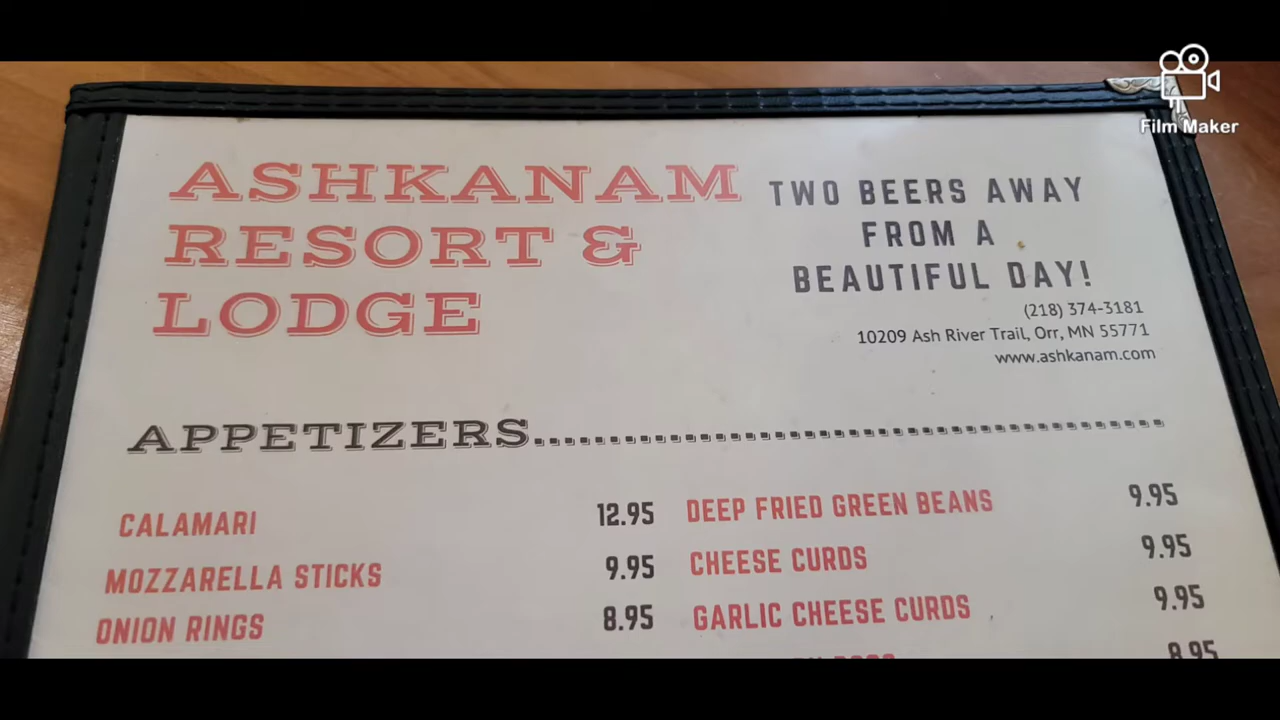 Film Maker
ASHKANAM
RESORT &
LODGE
TWO BEERS AWAY
FROM A
BEAUTIFUL DAY!
(218) 374-3181
10209 Ash River Trail, Orr, MN 55771
www.ashkanam.com
APPETIZERS
CALAMARI 12.95
MOZZARELLA STICKS 9.95
ONION RINGS 8.95
DEEP FRIED GREEN BEANS 9.95
CHEESE CURDS 9.95
GARLIC CHEESE CURDS 9.95
8.95